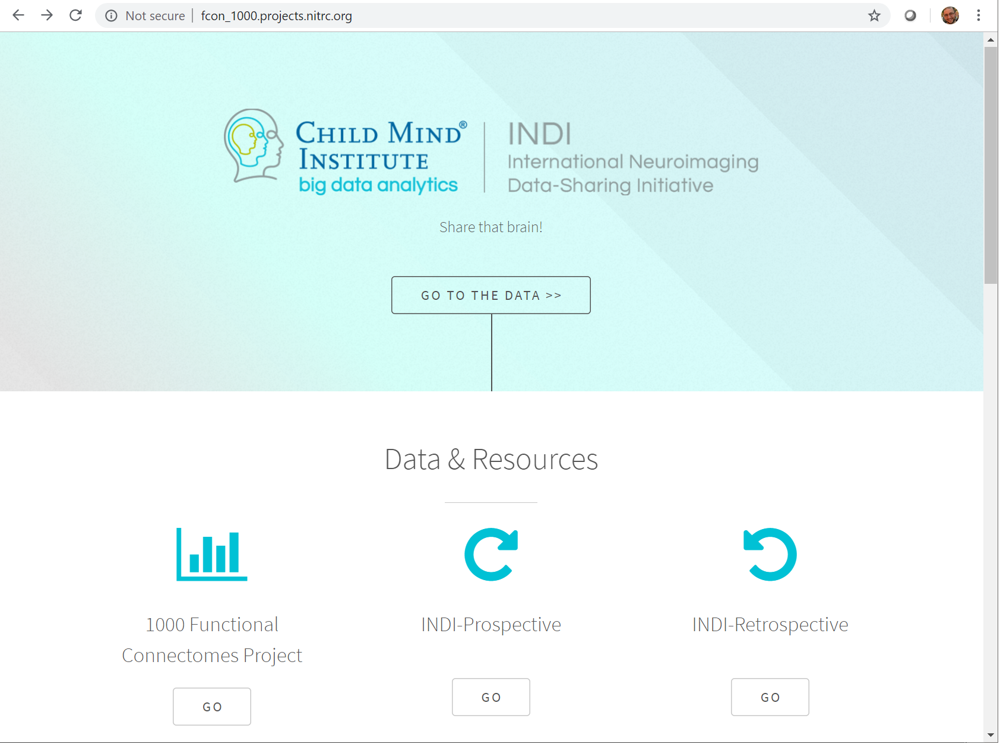 Not secure | fcon_1000.projects.nitrc.org
CHILD MIND® INSTITUTE
big data analytics
INDI
International Neuroimaging
Data-Sharing Initiative
Share that brain!
GO TO THE DATA >>
Data & Resources
1000 Functional
Connectomes Project
GO
INDI-Prospective
GO
INDI-Retrospective
GO